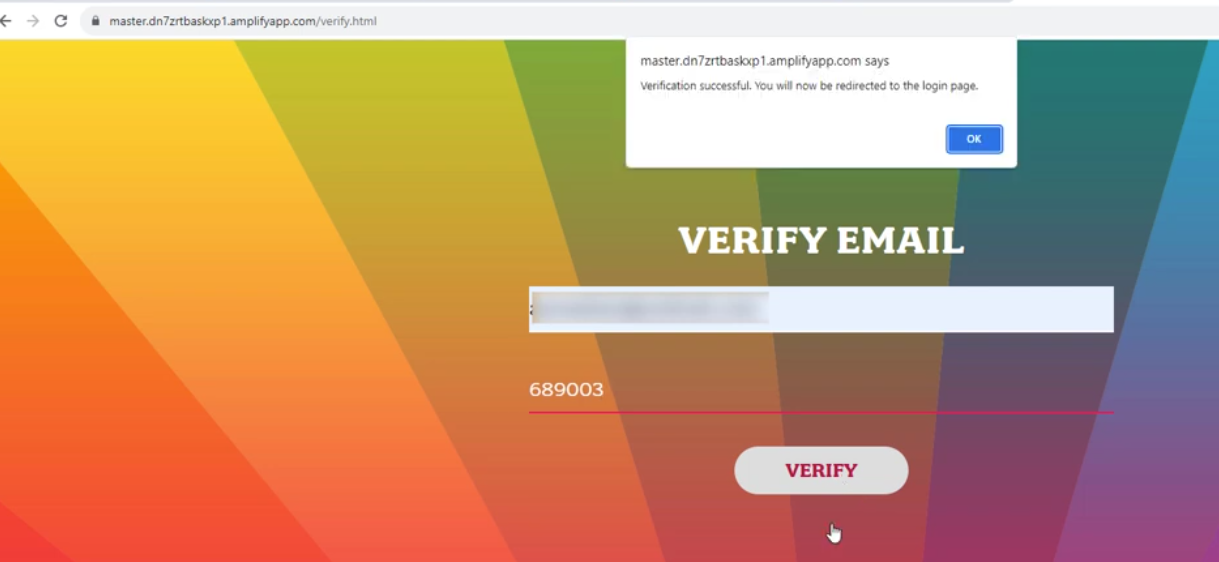 master.dn7zrtbaskxp1.amplifyapp.com/verify.html
master.dn7zrtbaskxp1.amplifyapp.com says
Verification successful. You will now be redirected to the login page.
OK
VERIFY EMAIL
689003
VERIFY